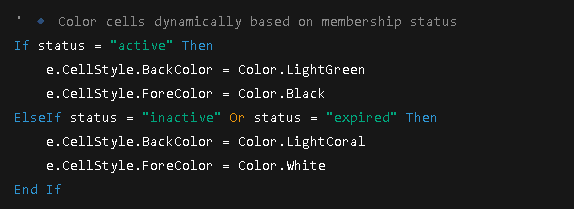 ' 🔹 Color cells dynamically based on membership status
If status = "active" Then
    e.CellStyle.BackColor = Color.LightGreen
    e.CellStyle.ForeColor = Color.Black
ElseIf status = "inactive" Or status = "expired" Then
    e.CellStyle.BackColor = Color.LightCoral
    e.CellStyle.ForeColor = Color.White
End If